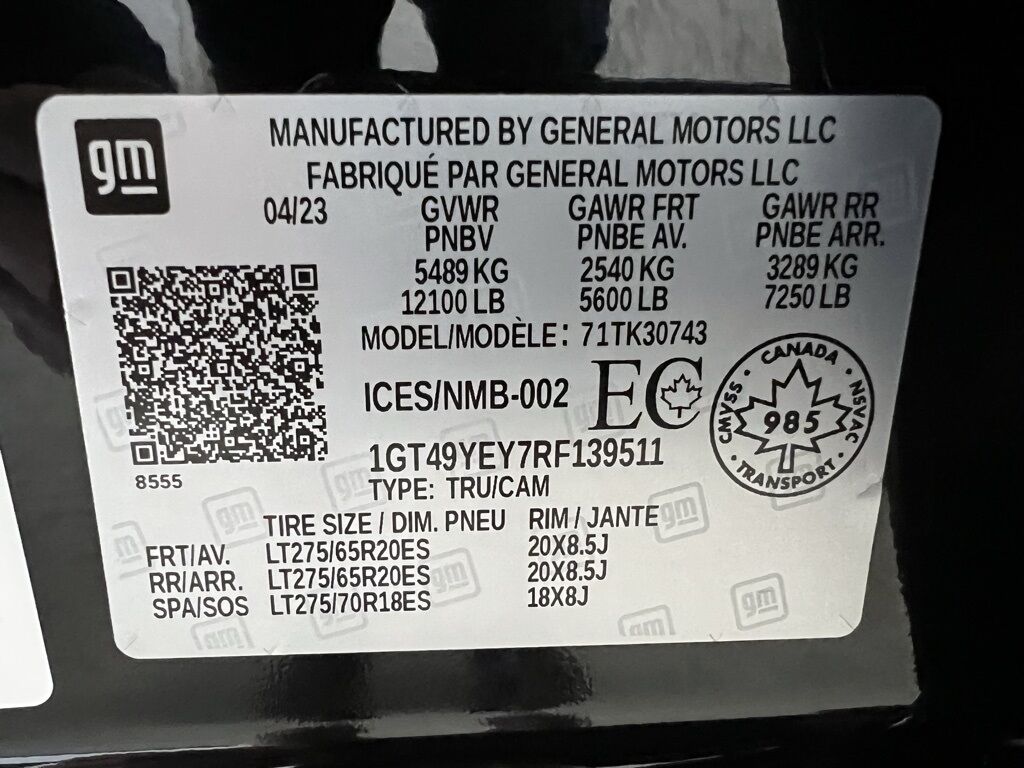 gm
MANUFACTURED BY GENERAL MOTORS LLC
FABRIQUÉ PAR GENERAL MOTORS LLC
04/23 GVWR GAWR FRT GAWR RR
PNBV PNBE AV. PNBE ARR.
5489 KG 2540 KG 3289 KG
12100 LB 5600 LB 7250 LB
MODEL/MODÈLE: 71TK30743
ICES/NMB-002 EC
CANADA
CMVSS · NSVAC
985
TRANSPORT
1GT49YEY7RF139511
8555
TYPE: TRU/CAM
TIRE SIZE / DIM. PNEU RIM / JANTE
FRT/AV. LT275/65R20ES 20X8.5J
RR/ARR. LT275/65R20ES 20X8.5J
SPA/SOS LT275/70R18ES 18X8J